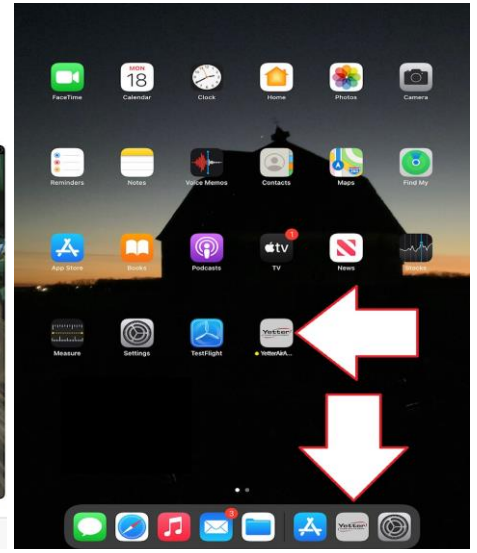 FaceTime
MON
18
Calendar
Clock
Home
Photos
Camera
Reminders
Notes
Voice Memos
Contacts
Maps
Find My
App Store
Books
Podcasts
tv
1
TV
News
Stocks
Measure
Settings
TestFlight
Yetter
YetterAirA...
3
Yetter